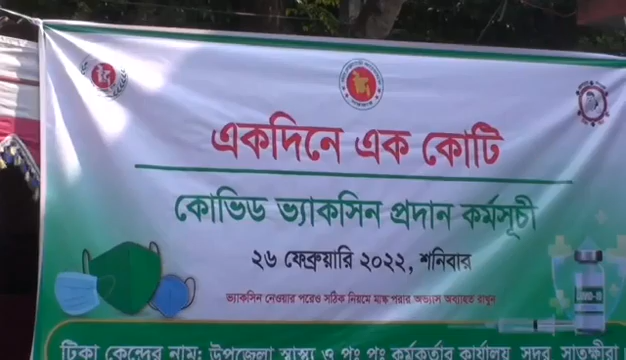 একদিনে এক কোটি
কোভিড ভ্যাকসিন প্রদান কর্মসূচী
২৬ ফেব্রুয়ারি ২০২২, শনিবার
ভ্যাকসিন নেওয়ার পরেও সঠিক নিয়মে মাস্ক পরার অভ্যাস অব্যাহত রাখুন
টিকা কেন্দ্রের নাম: উপজেলা স্বাস্থ্য ও পঃ পঃ কর্মকর্তার কার্যালয়, সদর, সাতক্ষীরা